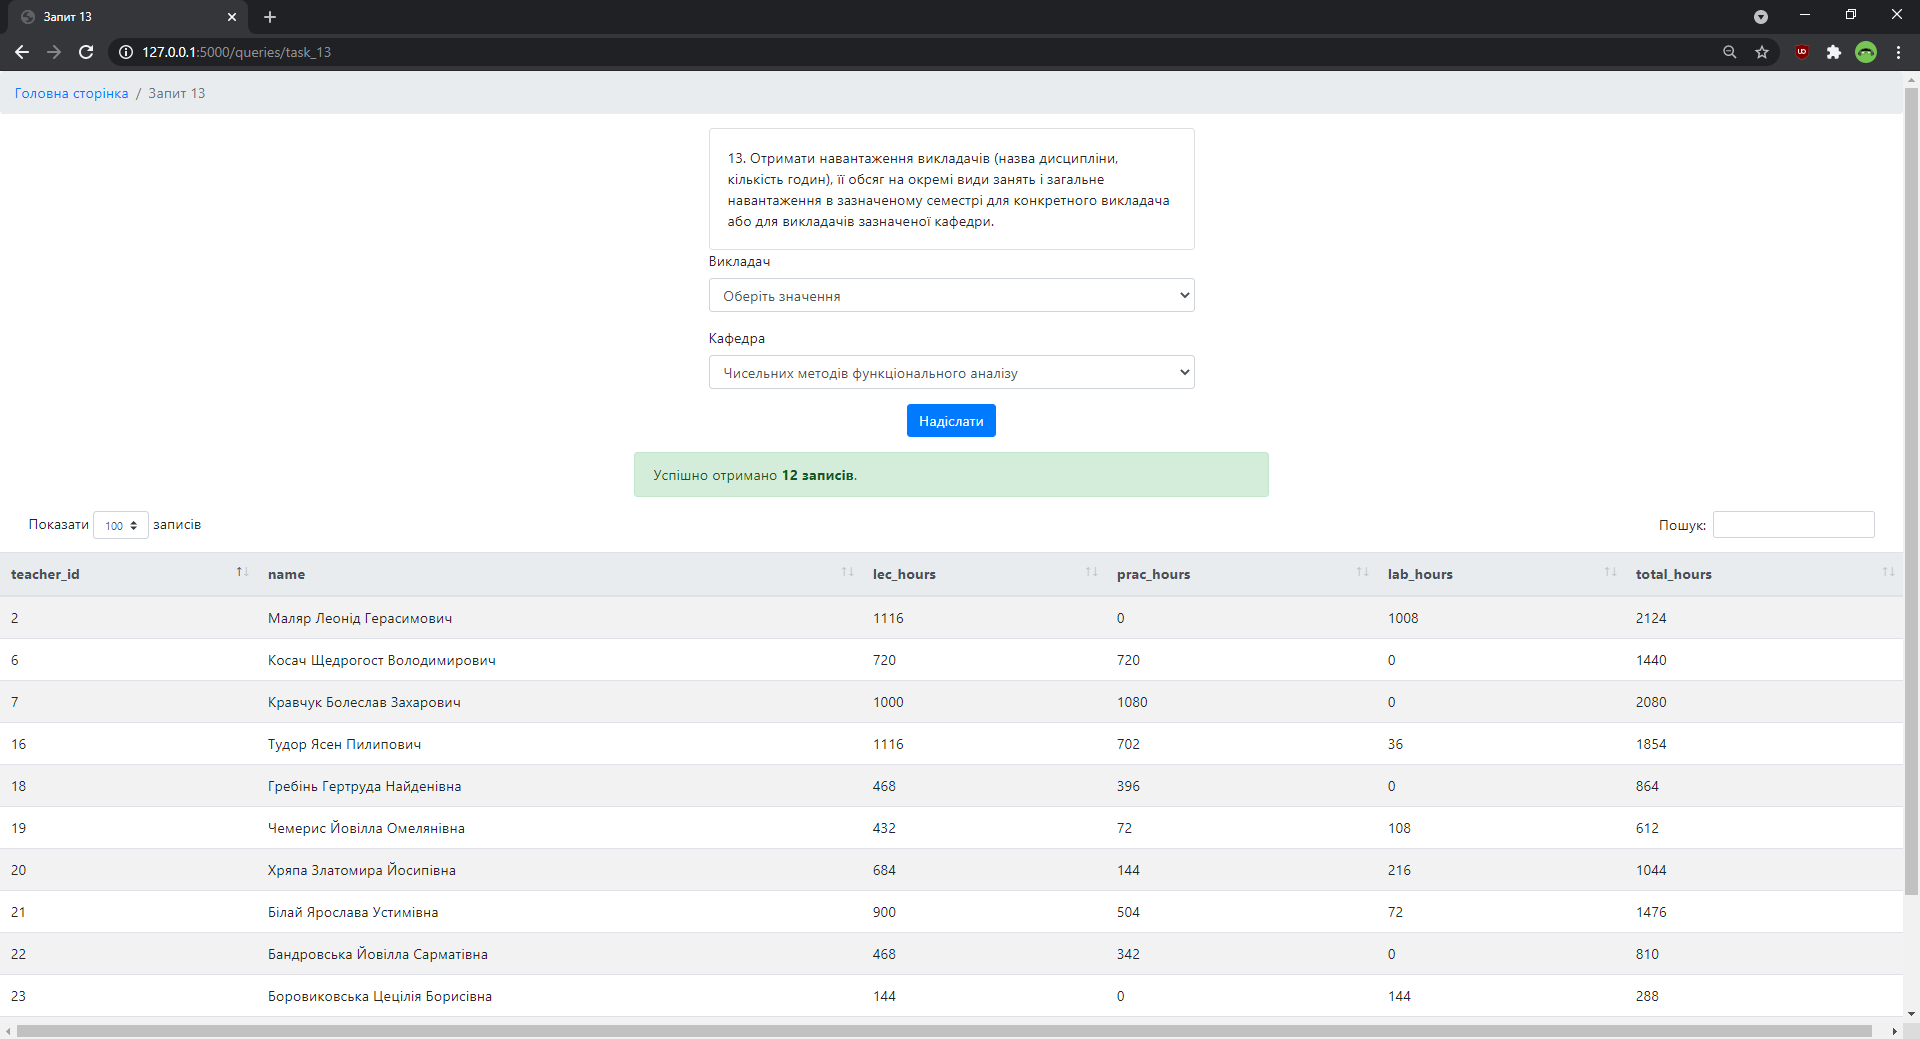 Запит 13
127.0.0.1:5000/queries/task_13
Головна сторінка / Запит 13
13. Отримати навантаження викладачів (назва дисципліни,
кількість годин), її обсяг на окремі види занять і загальне
навантаження в зазначеному семестрі для конкретного викладача
або для викладачів зазначеної кафедри.
Викладач
Оберіть значення
Кафедра
Чисельних методів функціонального аналізу
Надіслати
Успішно отримано 12 записів.
Показати 100 записів Пошук:
teacher_id name lec_hours prac_hours lab_hours total_hours
2 Маляр Леонід Герасимович 1116 0 1008 2124
6 Косач Щедрогост Володимирович 720 720 0 1440
7 Кравчук Болеслав Захарович 1000 1080 0 2080
16 Тудор Ясен Пилипович 1116 702 36 1854
18 Гребінь Гертруда Найденівна 468 396 0 864
19 Чемерис Йовілла Омелянівна 432 72 108 612
20 Хряпа Златомира Йосипівна 684 144 216 1044
21 Білай Ярослава Устимівна 900 504 72 1476
22 Бандровська Йовілла Сарматівна 468 342 0 810
23 Боровиковська Цецілія Борисівна 144 0 144 288